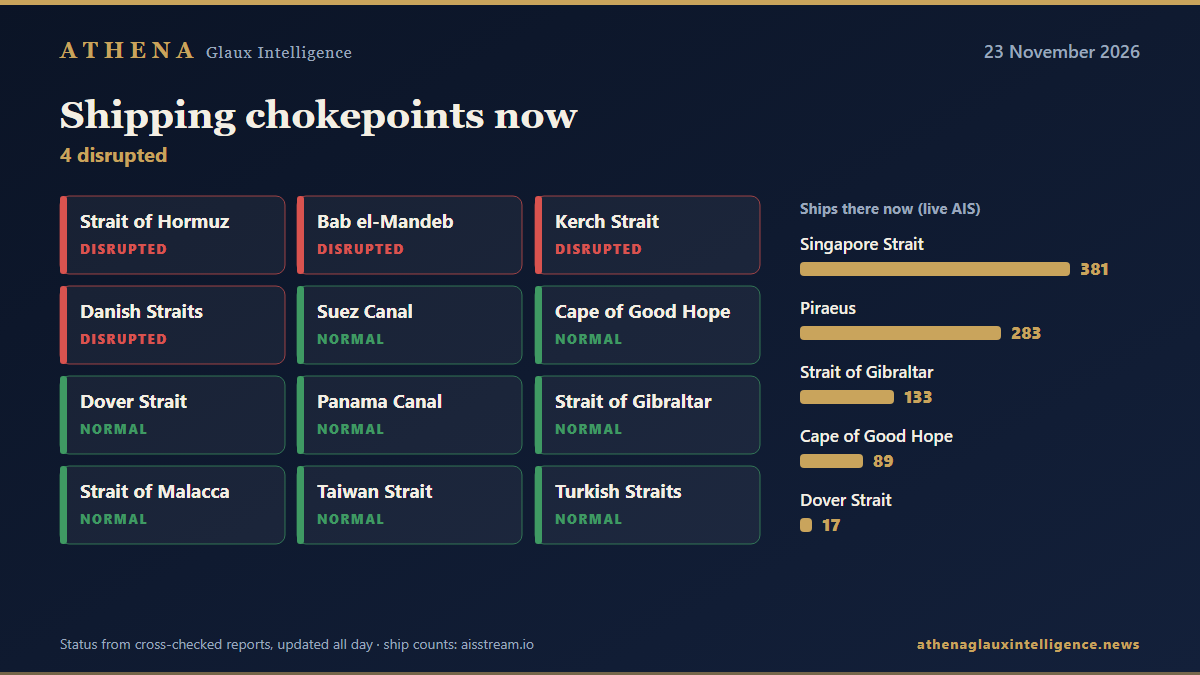 ATHENA Glaux Intelligence
23 November 2026
Shipping chokepoints now
4 disrupted
Strait of Hormuz
DISRUPTED
Bab el-Mandeb
DISRUPTED
Kerch Strait
DISRUPTED
Danish Straits
DISRUPTED
Suez Canal
NORMAL
Cape of Good Hope
NORMAL
Dover Strait
NORMAL
Panama Canal
NORMAL
Strait of Gibraltar
NORMAL
Strait of Malacca
NORMAL
Taiwan Strait
NORMAL
Turkish Straits
NORMAL
Ships there now (live AIS)
Singapore Strait
381
Piraeus
283
Strait of Gibraltar
133
Cape of Good Hope
89
Dover Strait
17
Status from cross-checked reports, updated all day · ship counts: aisstream.io
athenaglauxintelligence.news